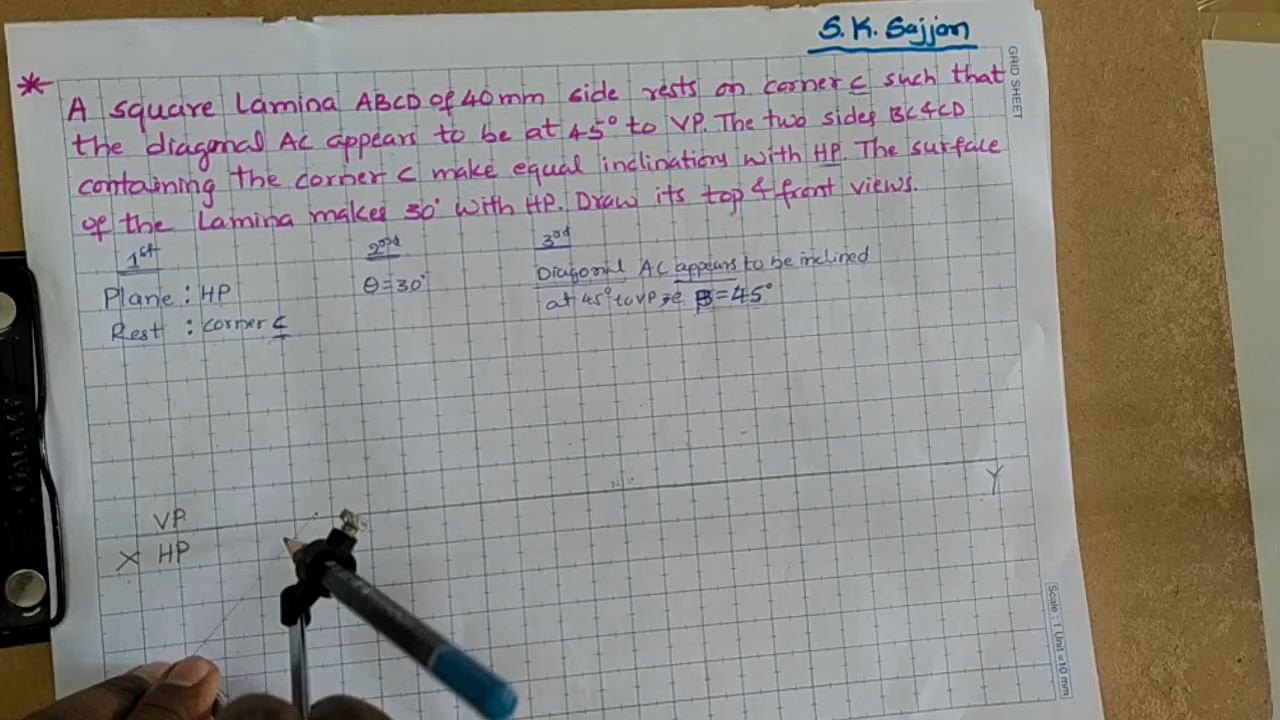 S. K. Sajjan
* A square Lamina ABCD of 40mm side rests on corner C such that
the diagonal AC appears to be at 45° to VP. The two sides BC & CD
containing the corner C make equal inclinations with HP. The surface
of the Lamina makes 30° with HP. Draw its top & front views.
1st
Plane : HP
Rest : corner C
2nd
θ=30°
3rd
Diagonal AC appears to be inclined
at 45° to VP ie β=45°
VP
X HP
Y
GRID SHEET
Scale : 1 Unit = 10 mm